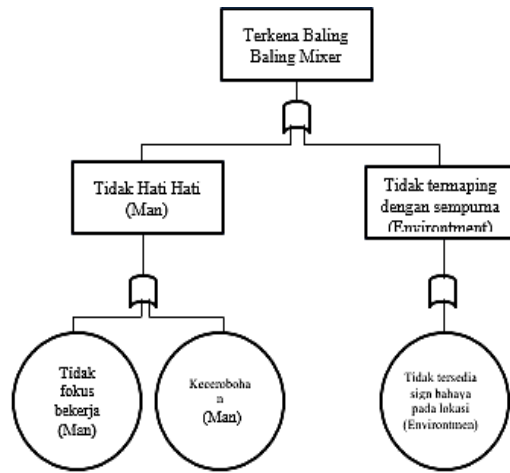 Terkena Baling
Baling Mixer
Tidak Hati Hati
(Man)
Tidak termaping
dengan sempurna
(Environtment)
Tidak
fokus
bekerja
(Man)
Keceroboha
n
(Man)
Tidak tersedia
sign bahaya
pada lokasi
(Environtmen)